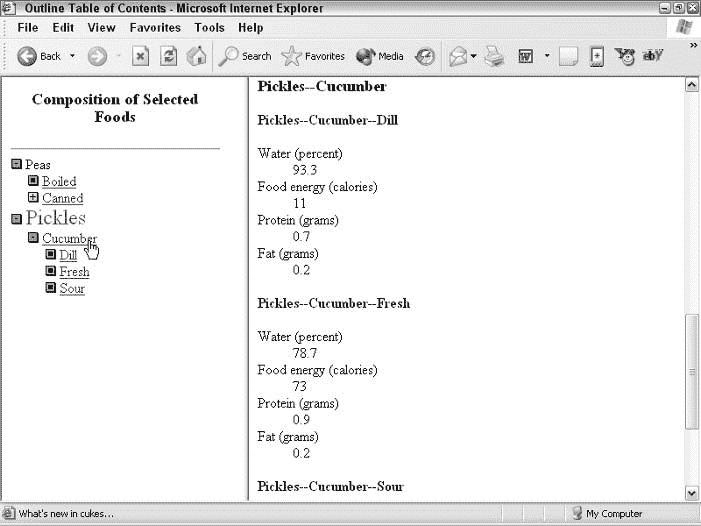 Outline Table of Contents - Microsoft Internet Explorer
File Edit View Favorites Tools Help
Back Search Favorites Media
Composition of Selected
Foods
Peas
Boiled
Canned
Pickles
Cucumber
Dill
Fresh
Sour
Pickles--Cucumber
Pickles--Cucumber--Dill
Water (percent)
93.3
Food energy (calories)
11
Protein (grams)
0.7
Fat (grams)
0.2
Pickles--Cucumber--Fresh
Water (percent)
78.7
Food energy (calories)
73
Protein (grams)
0.9
Fat (grams)
0.2
Pickles--Cucumber--Sour
What's new in cukes... My Computer